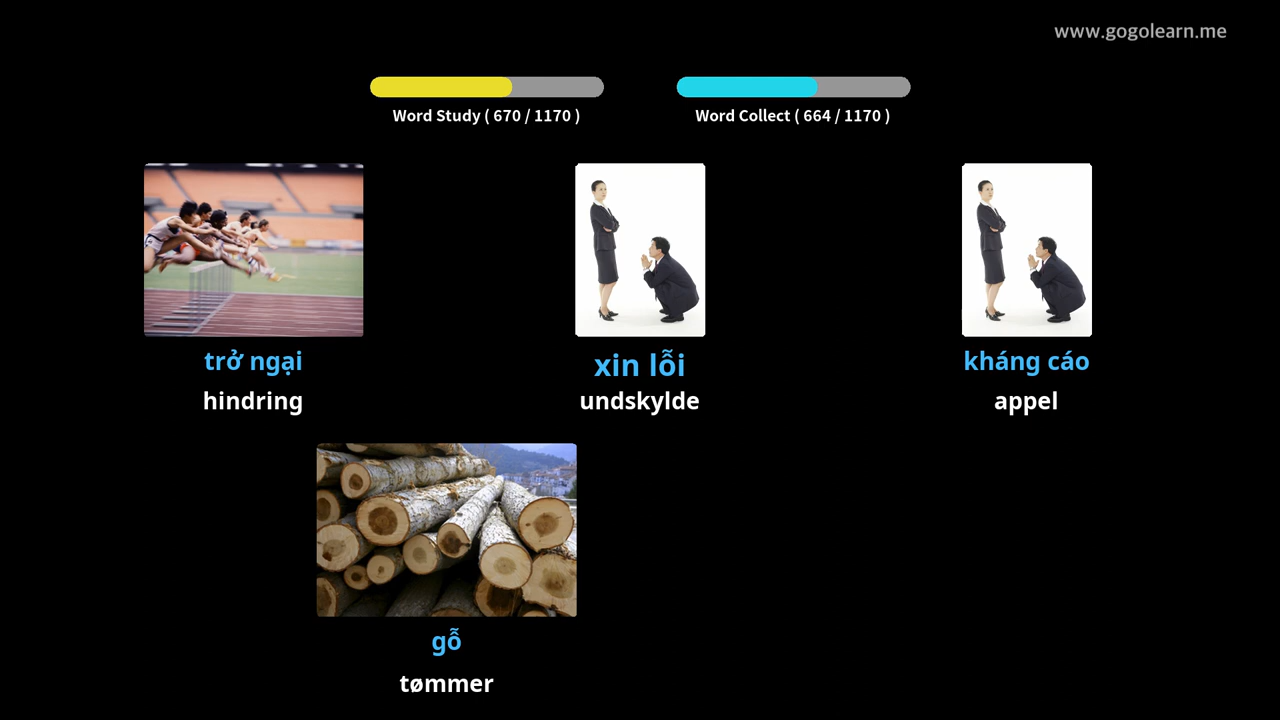 www.gogolearn.me
Word Study ( 670 / 1170 )
Word Collect ( 664 / 1170 )
trở ngại
xin lỗi
kháng cáo
hindring
undskylde
appel
gỗ
tømmer